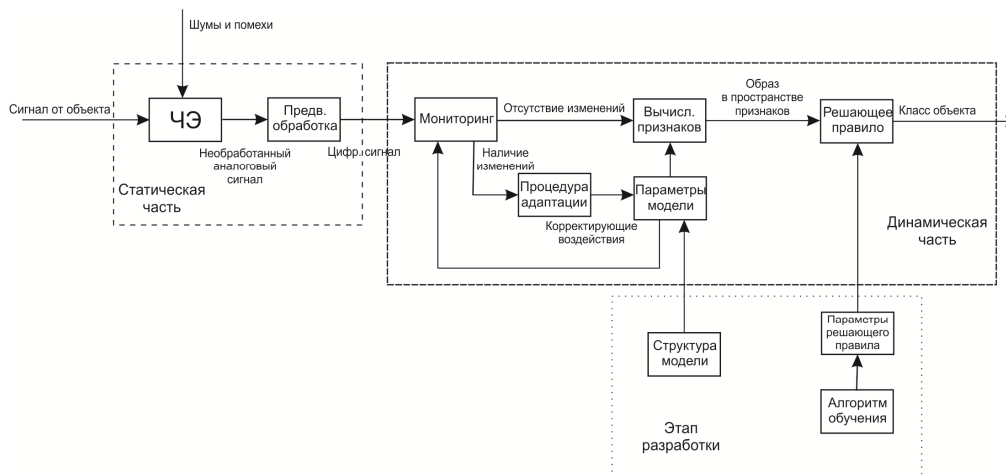 Шумы и помехи
Сигнал от объекта
ЧЭ
Предв.
обработка
Необработанный
аналоговый
сигнал
Цифр. сигнал
Статическая
часть
Мониторинг
Отсутствие изменений
Вычисл.
признаков
Образ
в пространстве
признаков
Решающее
правило
Класс объекта
Наличие
изменений
Процедура
адаптации
Параметры
модели
Корректирующие
воздействия
Динамическая
часть
Структура
модели
Параметры
решающего
правила
Алгоритм
обучения
Этап
разработки